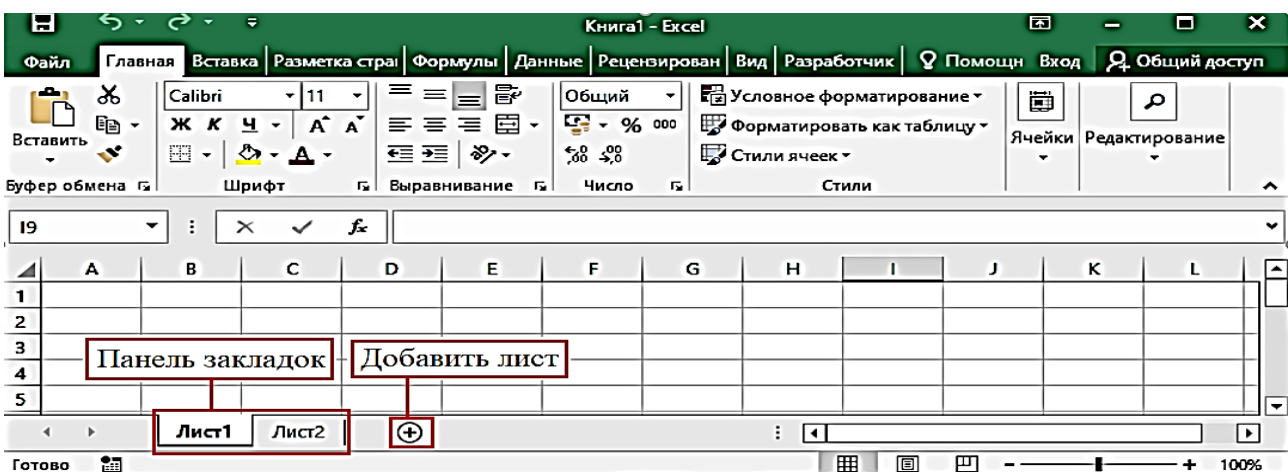 Книга1 - Excel
Файл Главная Вставка Разметка страı Формулы Данные Рецензирован Вид Разработчик Помощн Вход Общий доступ
Вставить Calibri 11 Общий Условное форматирование Ячейки Редактирование
Ж К Ч A A % 000 Форматировать как таблицу
A Стили ячеек
Буфер обмена Шрифт Выравнивание Число Стили
I9 fx
A B C D E F G H I J K L
1
2
3
4
5
Панель закладок Добавить лист
Лист1 Лист2
Готово 100%